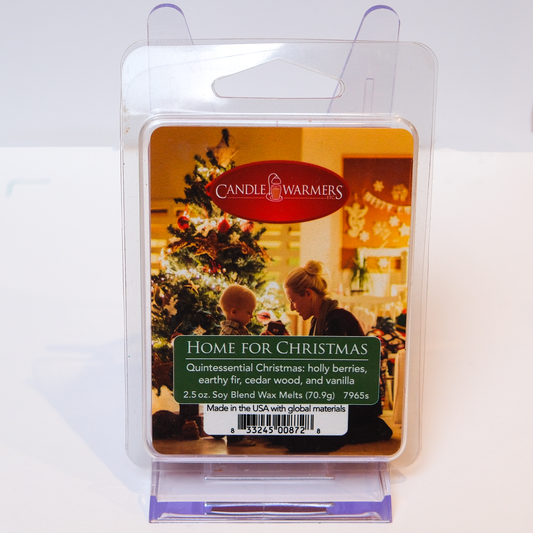 CANDLE WARMERS
ETC.
HOME FOR CHRISTMAS
Quintessential Christmas: holly berries,
earthy fir, cedar wood, and vanilla
2.5 oz. Soy Blend Wax Melts (70.9g) 7965s
Made in the USA with global materials
8 33245 00872 8